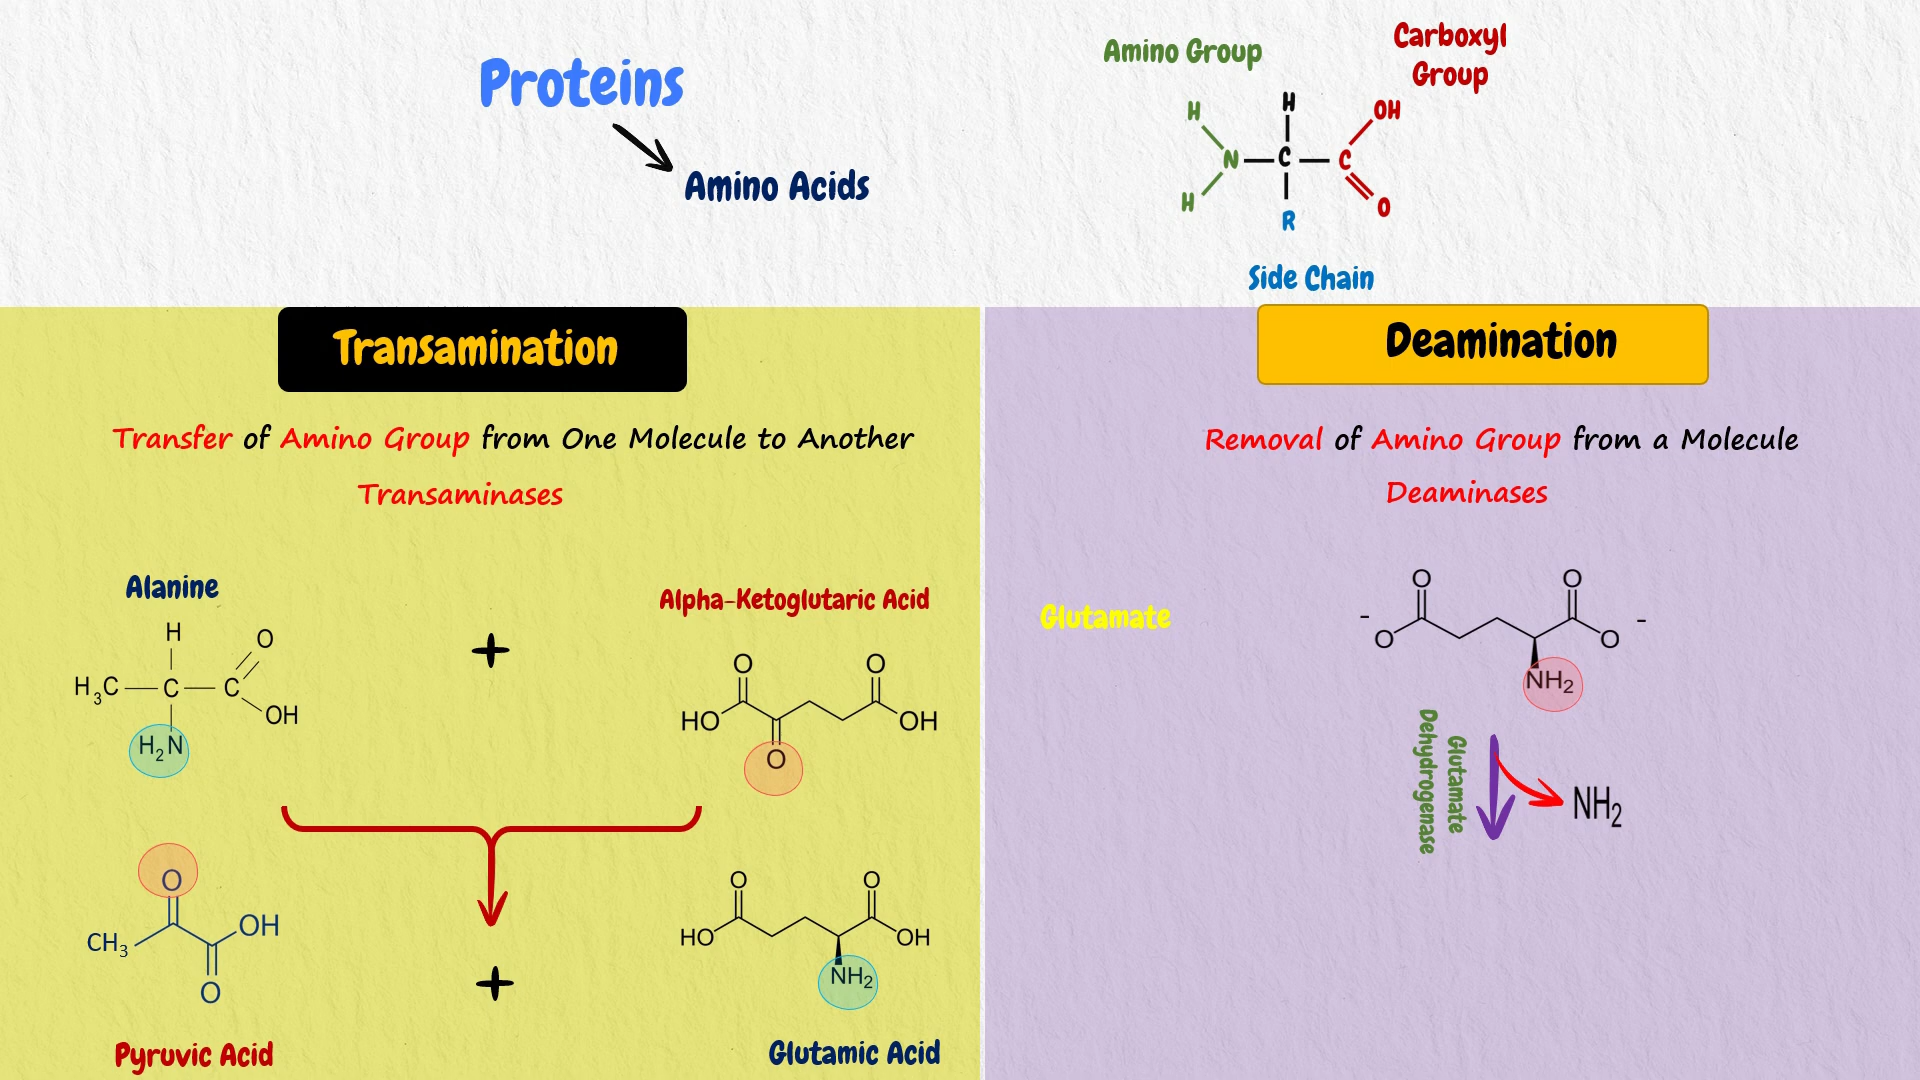 Proteins
Amino Acids
Amino Group
Carboxyl
Group
H
H
OH
N
C
C
H
R
O
Side Chain
Transamination
Transfer of Amino Group from One Molecule to Another
Transaminases
Alanine
+
Alpha-Ketoglutaric Acid
H
O
H3C
C
C
OH
H2N
O
O
HO
OH
O
O
CH3
OH
O
Pyruvic Acid
+
O
O
HO
OH
NH2
Glutamic Acid
Deamination
Removal of Amino Group from a Molecule
Deaminases
Glutamate
O
O
-
O
O
-
NH2
Glutamate
Dehydrogenase
NH2